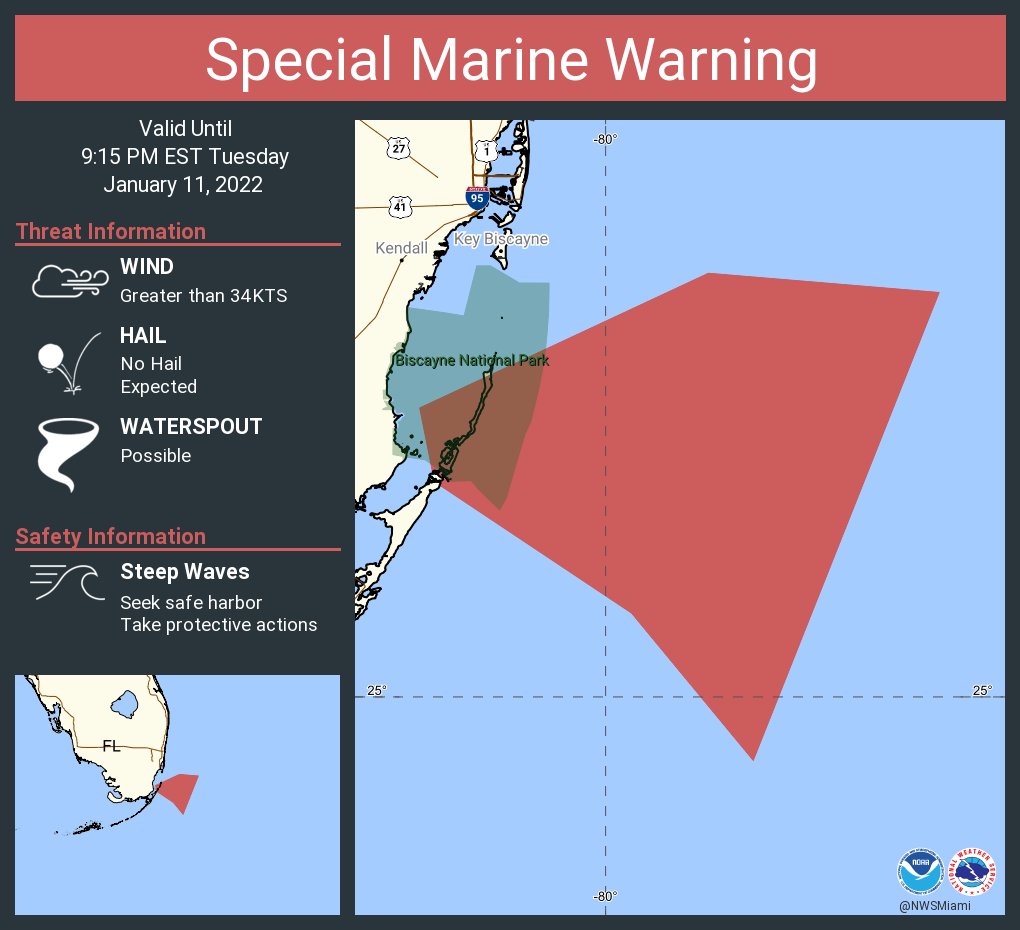 Special Marine Warning
Valid Until
9:15 PM EST Tuesday
January 11, 2022
Threat Information
WIND
Greater than 34KTS
HAIL
No Hail
Expected
WATERSPOUT
Possible
Safety Information
Steep Waves
Seek safe harbor
Take protective actions
FL
-80°
27
1
95
41
Kendall
Key Biscayne
Biscayne National Park
25°
25°
-80°
NOAA
NATIONAL WEATHER SERVICE
@NWSMiami